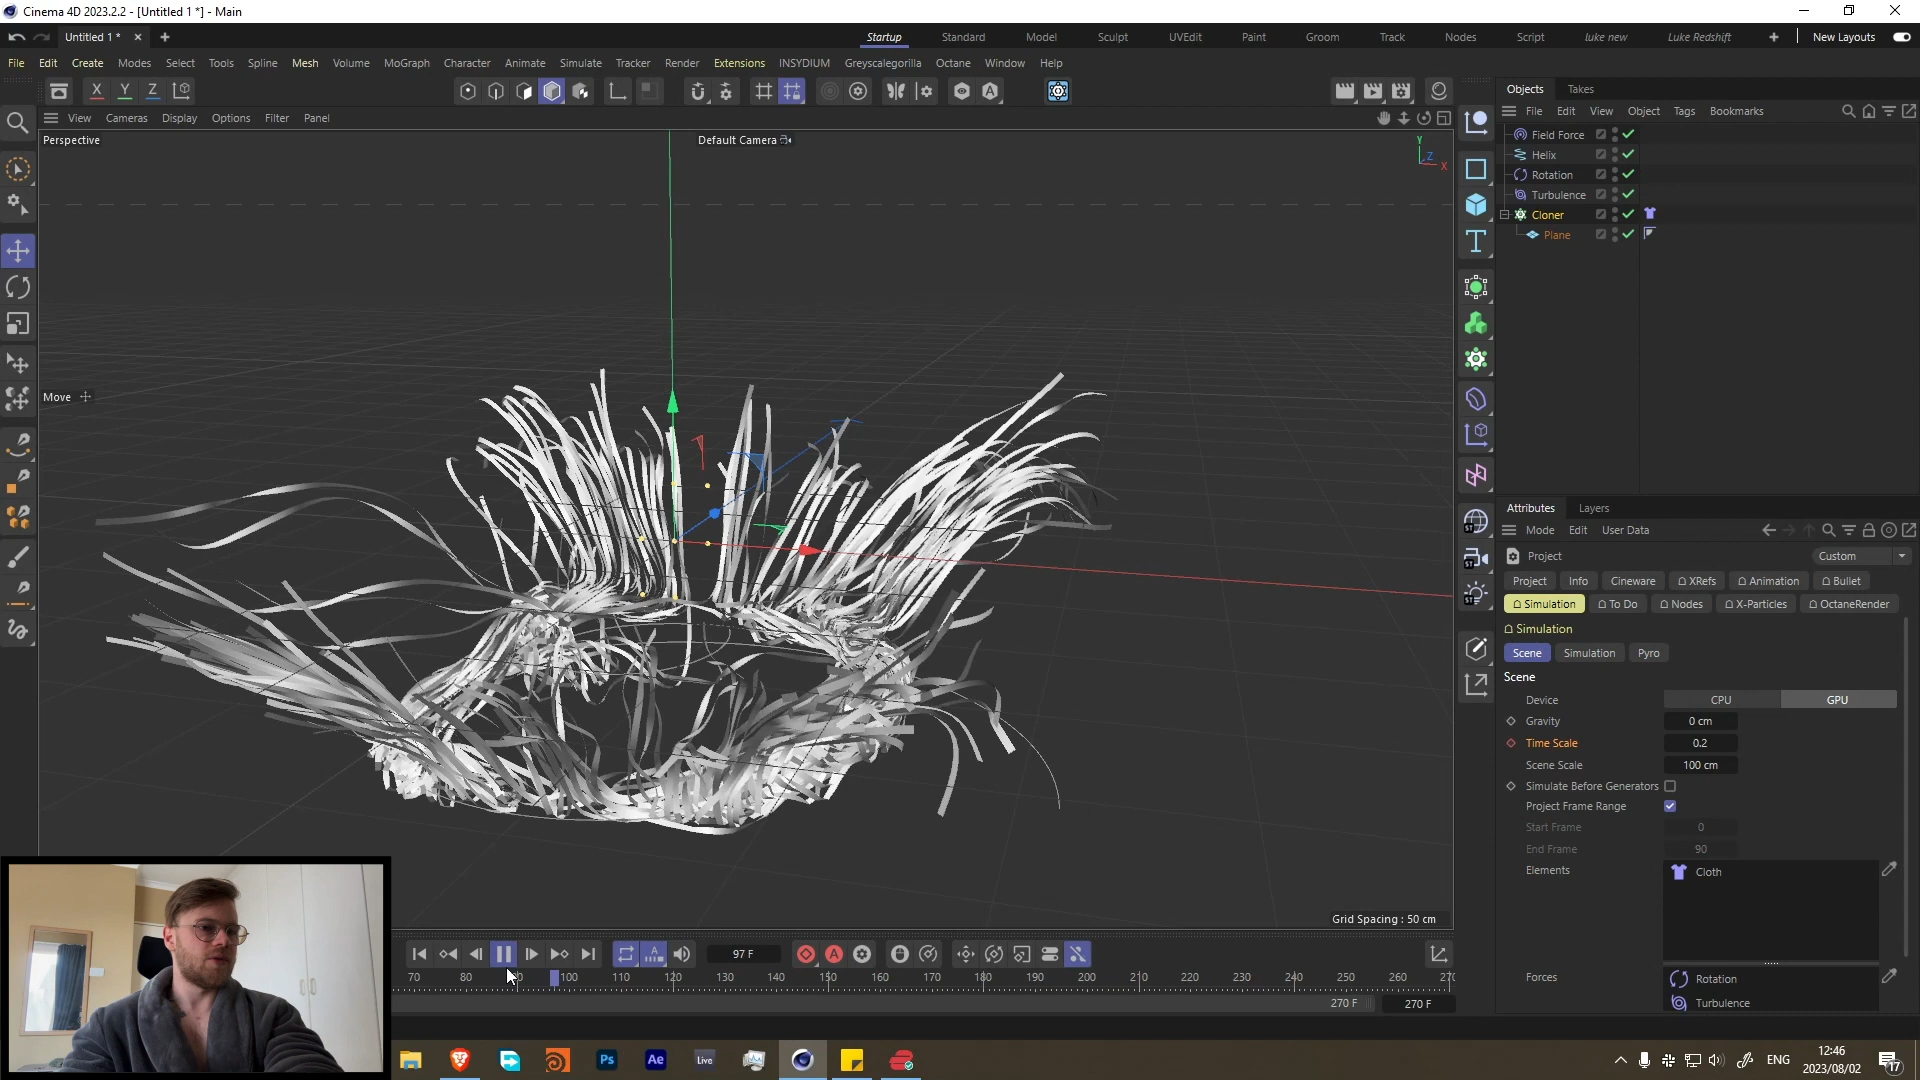 Cinema 4D 2023.2.2 - [Untitled 1 *] - Main
Untitled 1 *
Startup Standard Model Sculpt UVEdit Paint Groom Track Nodes Script luke new Luke Redshift New Layouts
File Edit Create Modes Select Tools Spline Mesh Volume MoGraph Character Animate Simulate Tracker Render Extensions INSYDIUM Greyscalegorilla Octane Window Help
X Y Z
Objects Takes
File Edit View Object Tags Bookmarks
View Cameras Display Options Filter Panel
Perspective
Default Camera
Y
Z
X
Field Force
Helix
Rotation
Turbulence
Cloner
Plane
Move
Attributes Layers
Mode Edit User Data
Project Custom
Project Info Cineware XRefs Animation Bullet
Simulation To Do Nodes X-Particles OctaneRender
Simulation
Scene Simulation Pyro
Scene
Device CPU GPU
Gravity 0 cm
Time Scale 0.2
Scene Scale 100 cm
Simulate Before Generators
Project Frame Range
Start Frame 0
End Frame 90
Elements Cloth
Grid Spacing : 50 cm
97 F
70 80 90 100 110 120 130 140 150 160 170 180 190 200 210 220 230 240 250 260 270
Forces Rotation
Turbulence
270 F 270 F
Ps Ae Live
ENG
12:46
2023/08/02
17